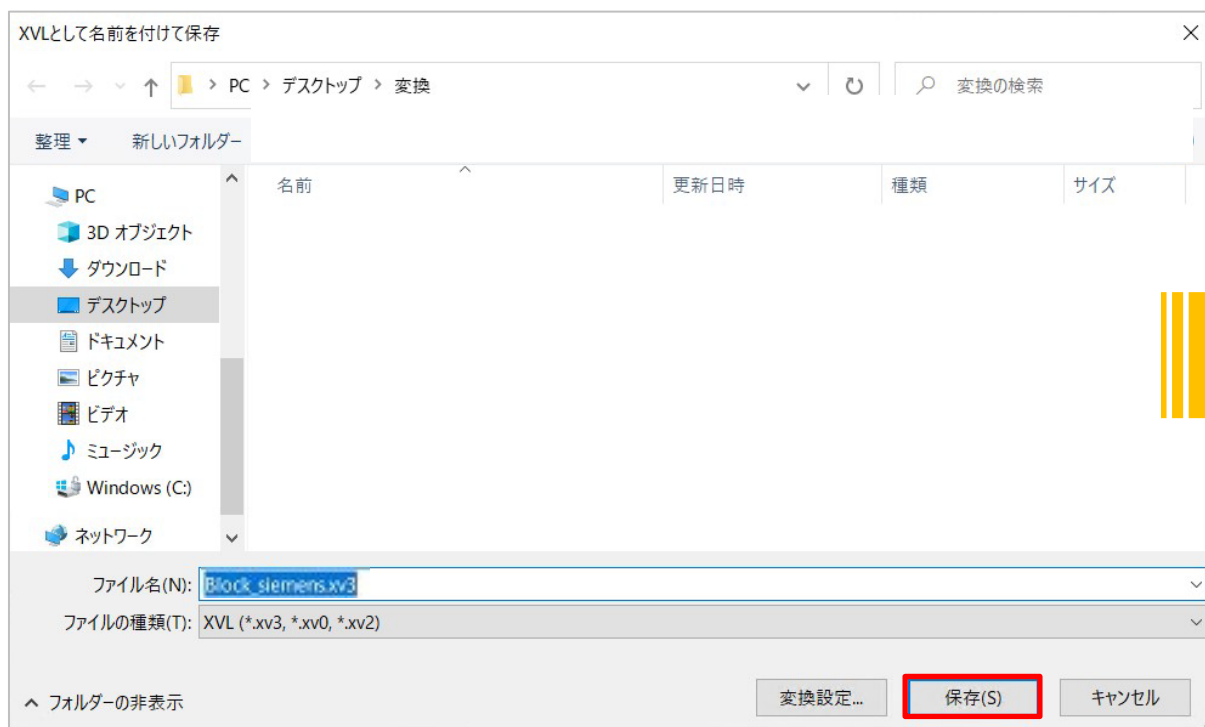 XVLとして名前を付けて保存
PC > デスクトップ > 変換
変換の検索
整理
新しいフォルダー
名前
更新日時
種類
サイズ
PC
3D オブジェクト
ダウンロード
デスクトップ
ドキュメント
ピクチャ
ビデオ
ミュージック
Windows (C:)
ネットワーク
ファイル名(N): Block_siemens.xv3
ファイルの種類(T): XVL (*.xv3, *.xv0, *.xv2)
フォルダーの非表示
変換設定...
保存(S)
キャンセル